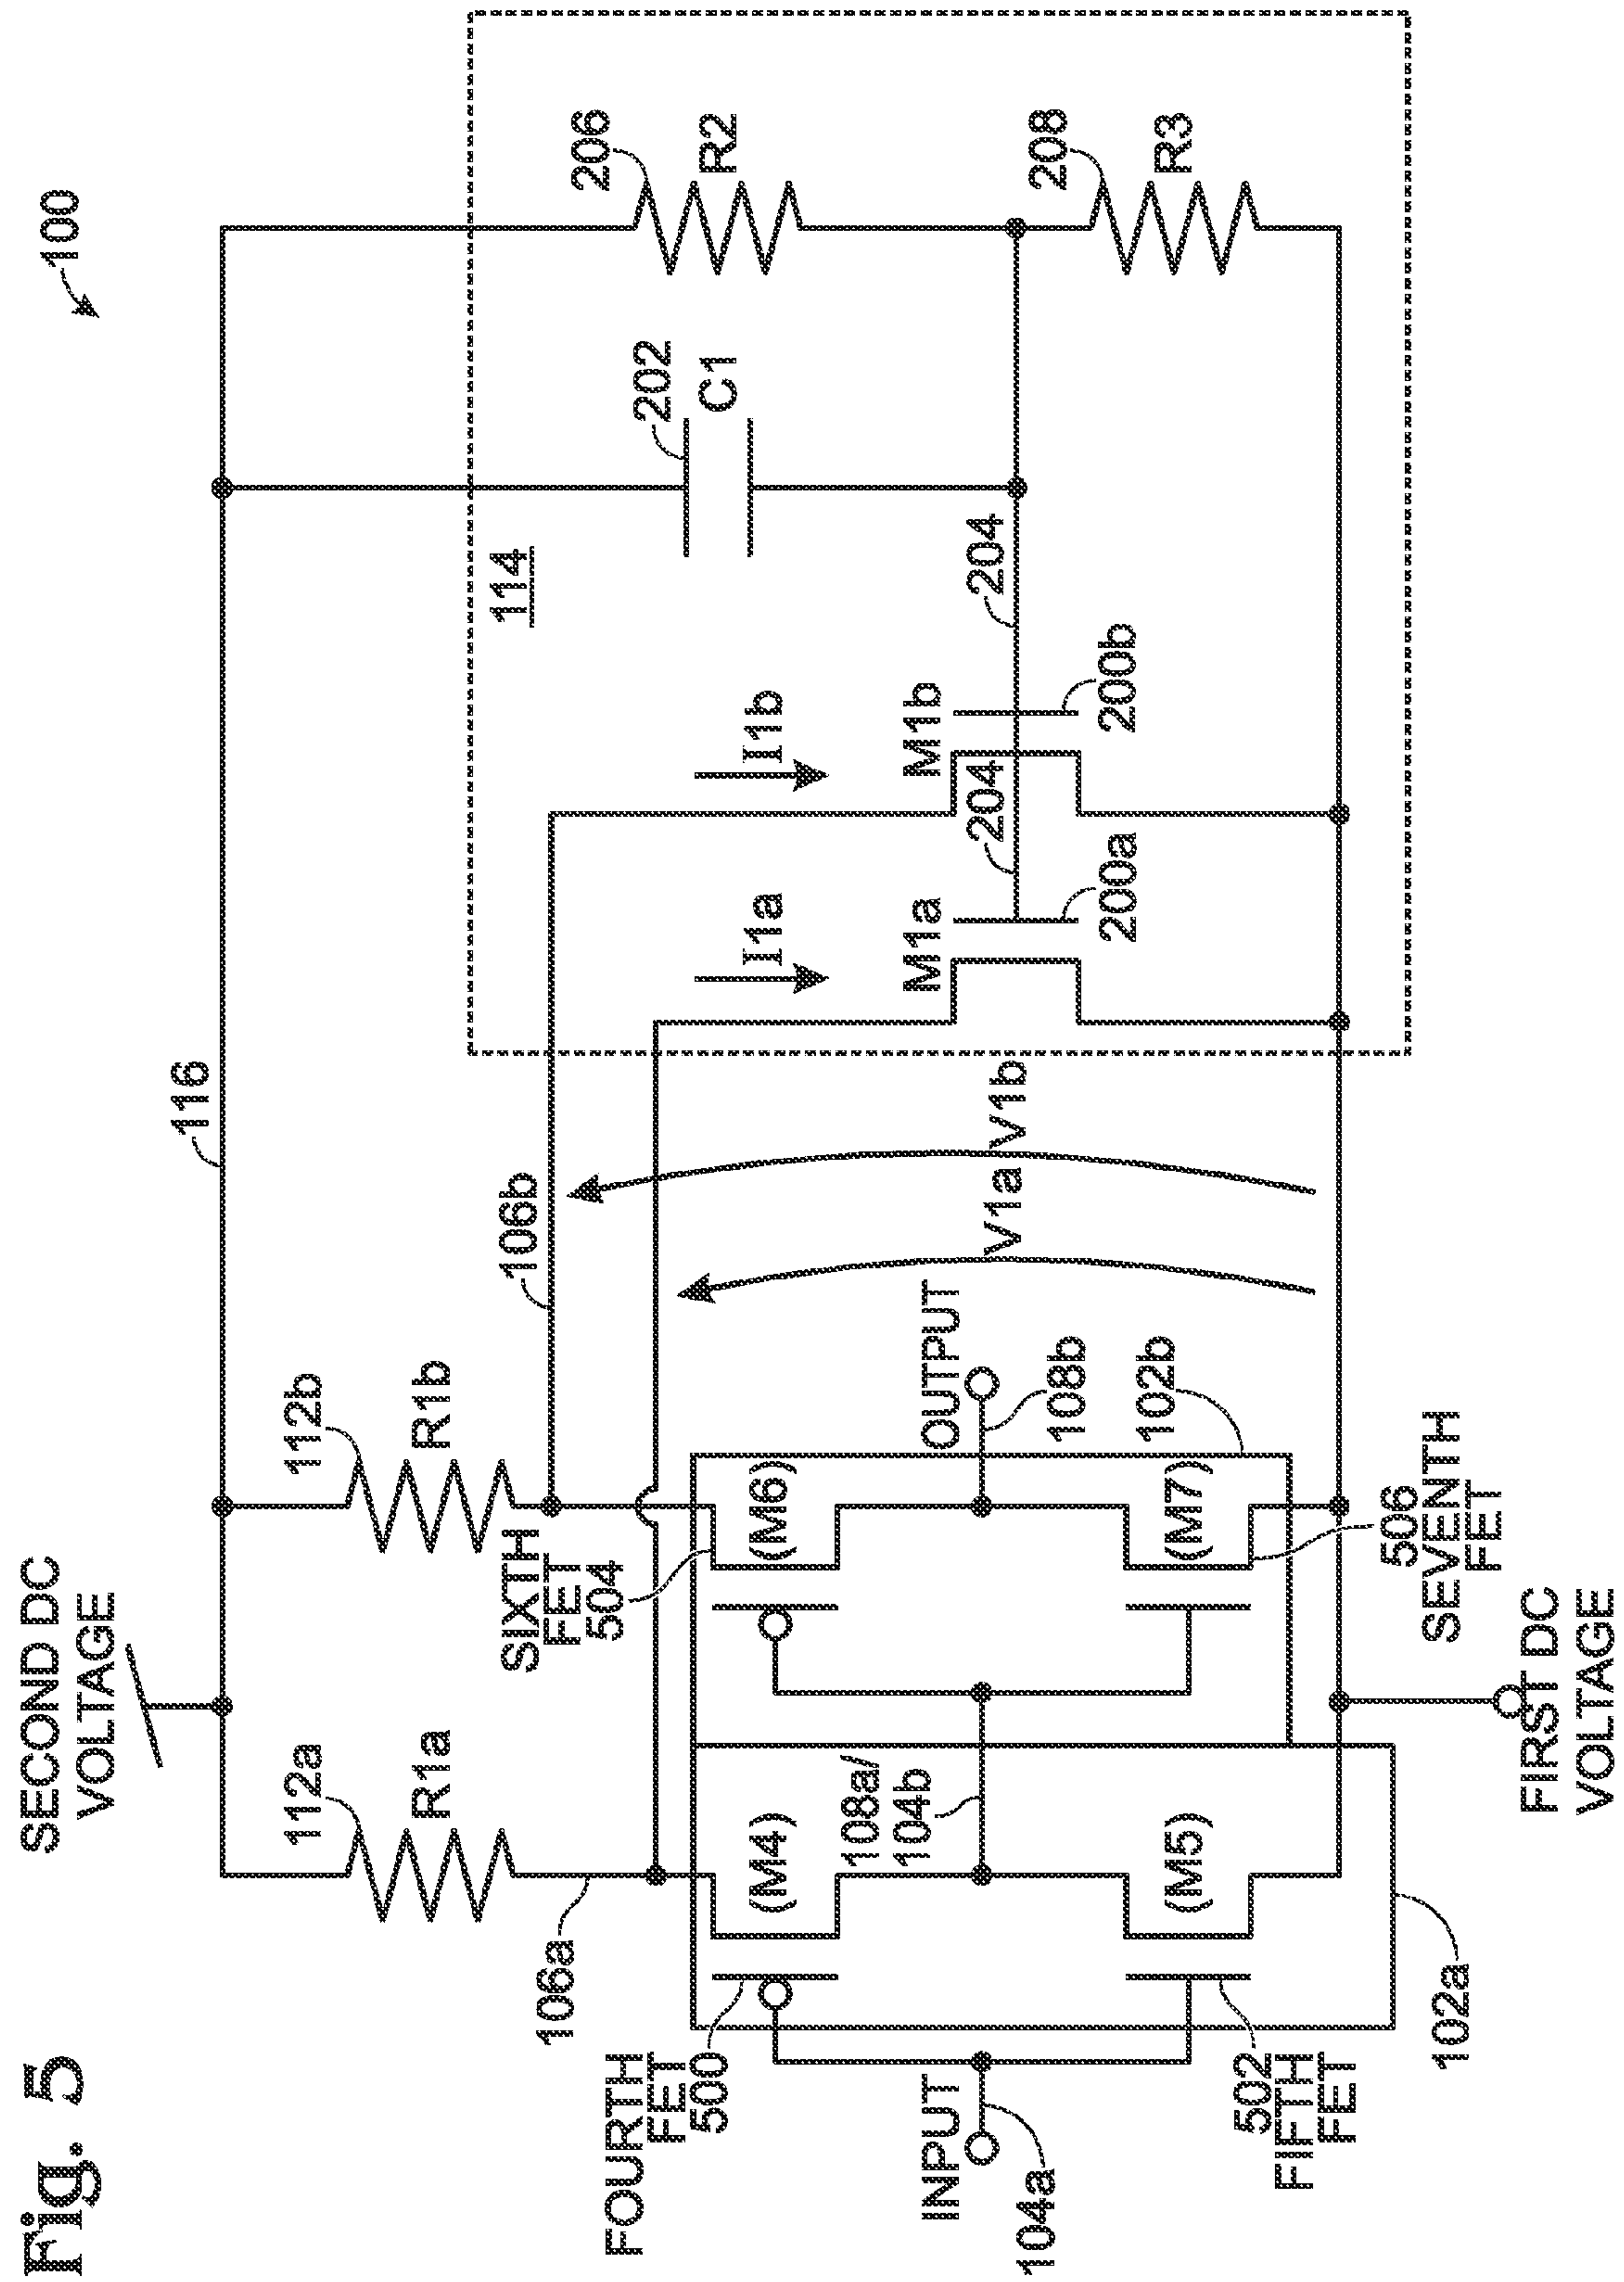 Fig. 5
100
SECOND DC
VOLTAGE
116
112a
R1a
112b
R1b
106a
106b
114
206
R2
202
C1
208
R3
204
204
I1a
I1b
M1a
M1b
200a
200b
V1a
V1b
FOURTH
FET
500
(M4)
SIXTH
FET
504
(M6)
INPUT
104a
108a/
104b
OUTPUT
108b
102b
502
FIFTH
FET
(M5)
(M7)
506
SEVENTH
FET
102a
FIRST DC
VOLTAGE